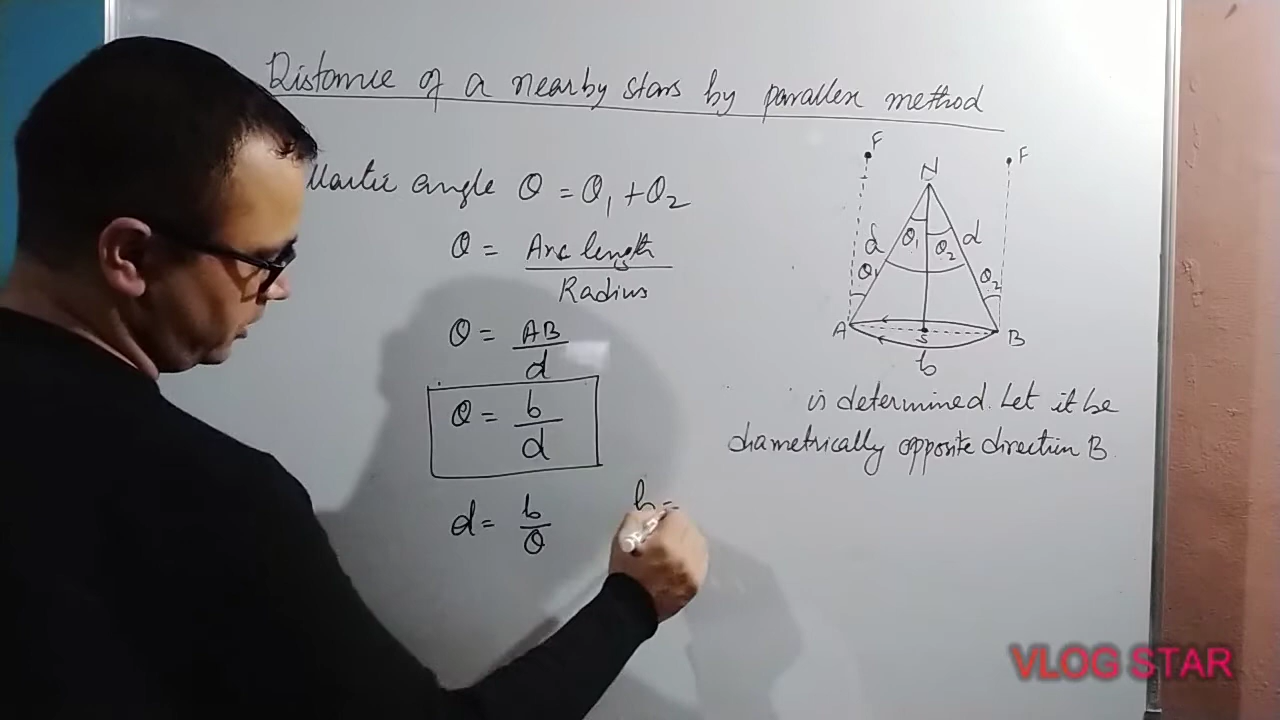 Distance of a nearby stars by parallax method
llactic angle θ = θ₁ + θ₂
θ = Arc length / Radius
θ = AB / d
θ = b / d
d = b / θ
b =
F
F
N
d
d
θ₁
θ₂
θ₁
θ₂
A
S
B
b
is determined. Let it be
diametrically opposite direction B
VLOG STAR